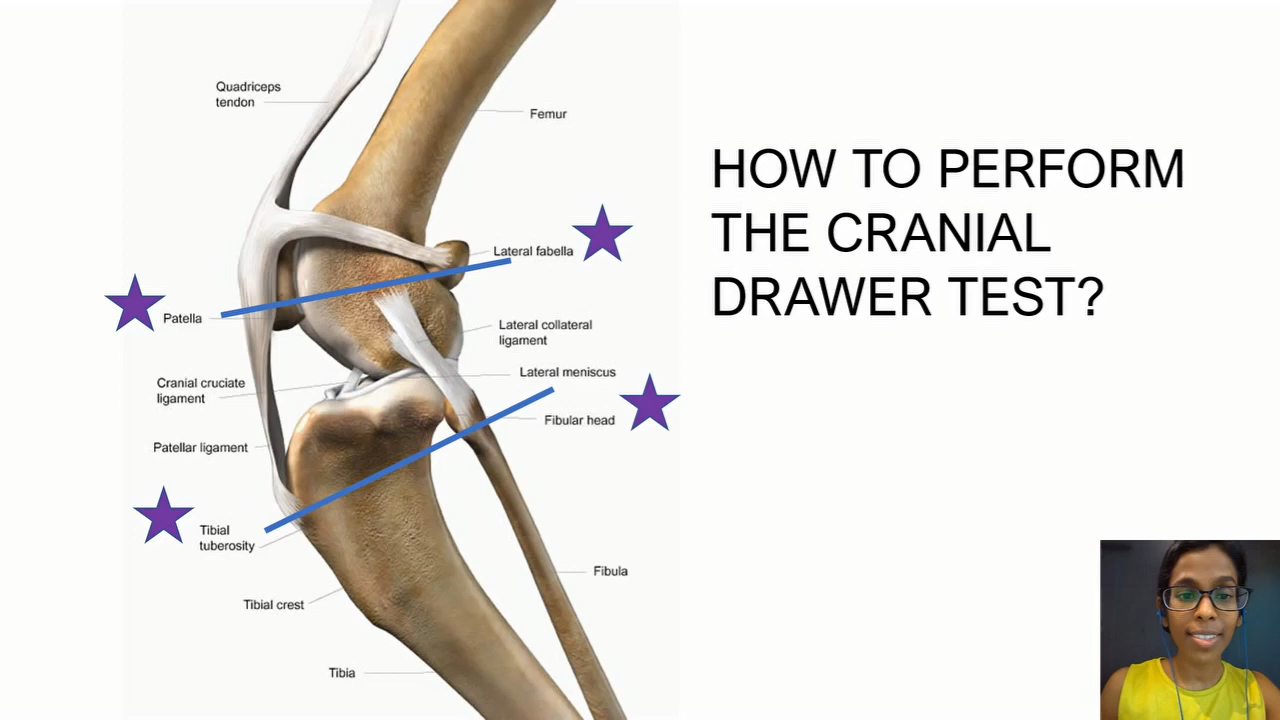 Quadriceps
tendon
Femur
Lateral fabella
Patella
Lateral collateral
ligament
Lateral meniscus
Cranial cruciate
ligament
Fibular head
Patellar ligament
Tibial
tuberosity
Fibula
Tibial crest
Tibia
HOW TO PERFORM
THE CRANIAL
DRAWER TEST?